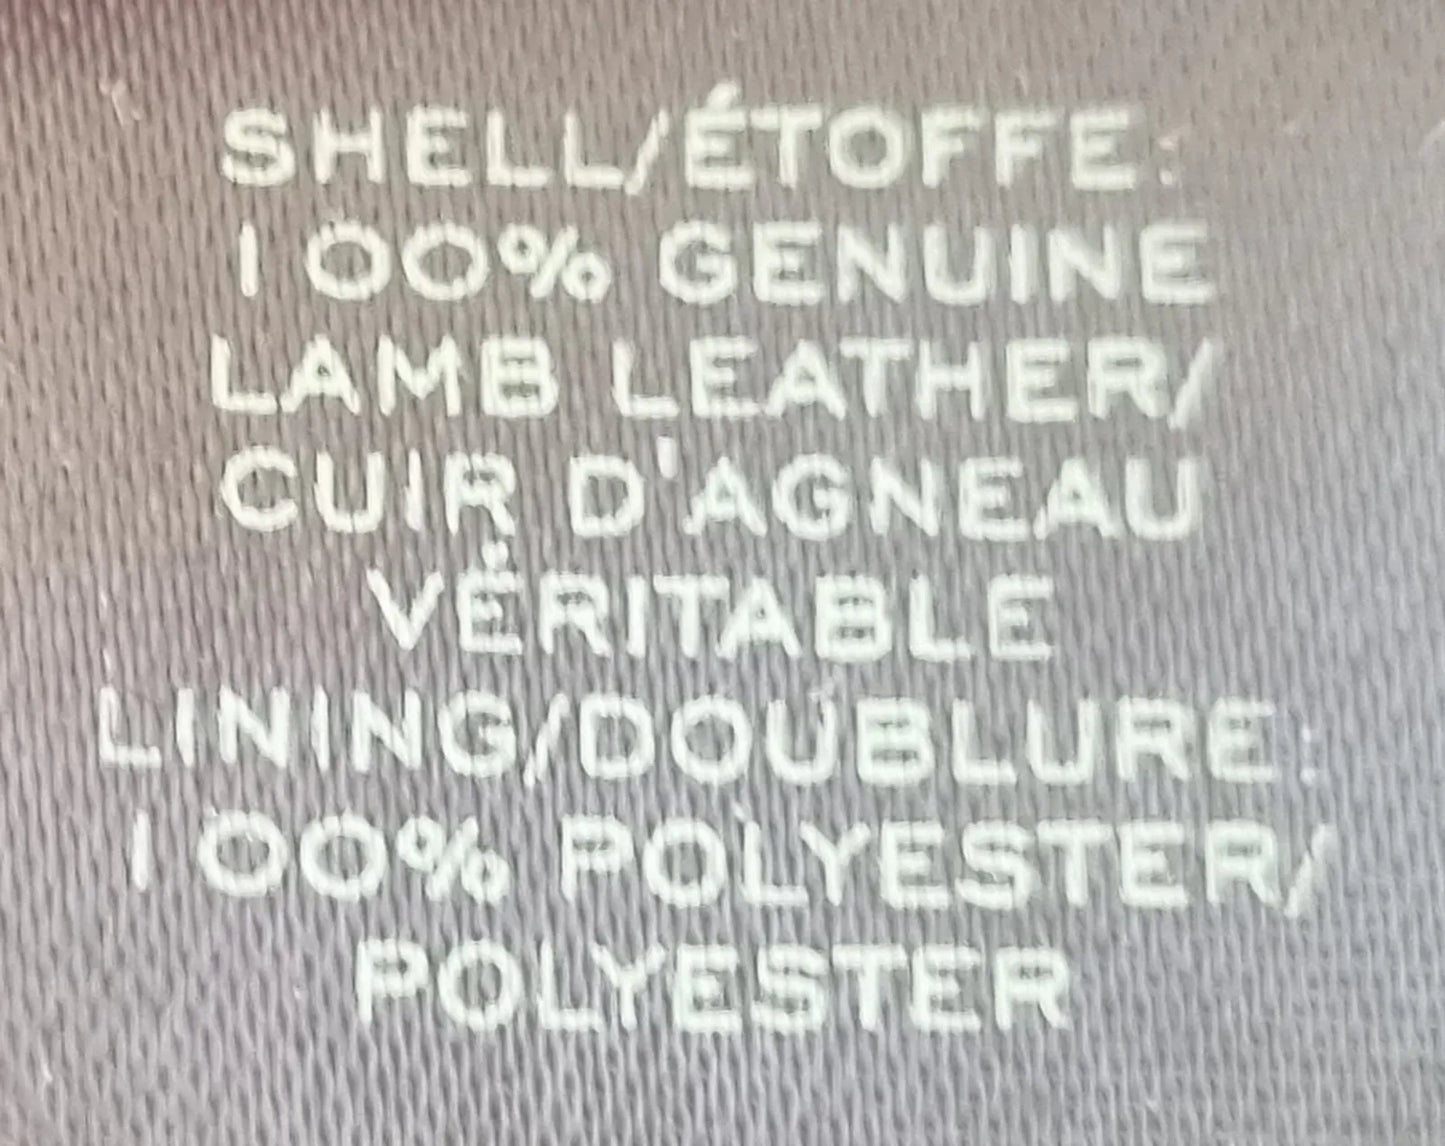 SHELL/ÉTOFFE:
100% GENUINE
LAMB LEATHER/
CUIR D'AGNEAU
VÉRITABLE
LINING/DOUBLURE:
100% POLYESTER/
POLYESTER